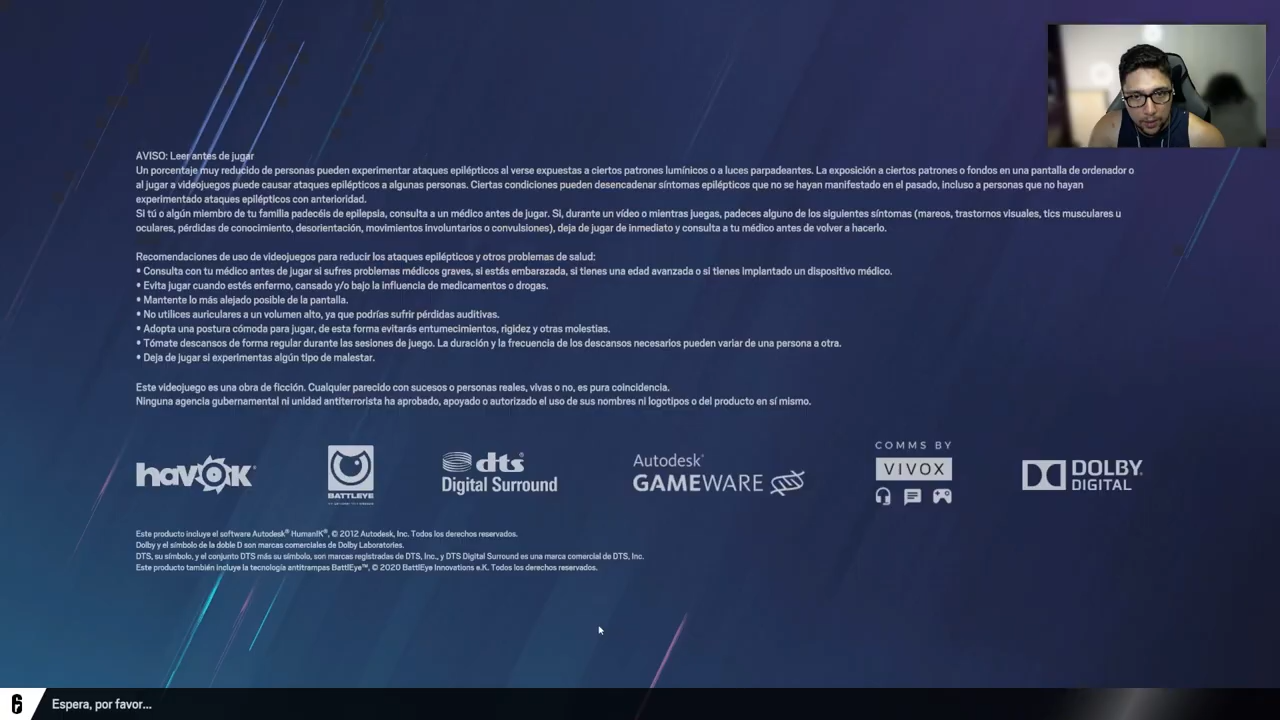 AVISO: Leer antes de jugar
Un porcentaje muy reducido de personas pueden experimentar ataques epilépticos al verse expuestas a ciertos patrones lumínicos o a luces parpadeantes. La exposición a ciertos patrones o fondos en una pantalla de ordenador o
al jugar a videojuegos puede causar ataques epilépticos a algunas personas. Ciertas condiciones pueden desencadenar síntomas epilépticos que no se hayan manifestado en el pasado, incluso a personas que no hayan
experimentado ataques epilépticos con anterioridad.
Si tú o algún miembro de tu familia padecéis de epilepsia, consulta a un médico antes de jugar. Si, durante un vídeo o mientras juegas, padeces alguno de los siguientes síntomas (mareos, trastornos visuales, tics musculares u
oculares, pérdidas de conocimiento, desorientación, movimientos involuntarios o convulsiones), deja de jugar de inmediato y consulta a tu médico antes de volver a hacerlo.
Recomendaciones de uso de videojuegos para reducir los ataques epilépticos y otros problemas de salud:
• Consulta con tu médico antes de jugar si sufres problemas médicos graves, si estás embarazada, si tienes una edad avanzada o si tienes implantado un dispositivo médico.
• Evita jugar cuando estés enfermo, cansado y/o bajo la influencia de medicamentos o drogas.
• Mantente lo más alejado posible de la pantalla.
• No utilices auriculares a un volumen alto, ya que podrías sufrir pérdidas auditivas.
• Adopta una postura cómoda para jugar, de esta forma evitarás entumecimientos, rigidez y otras molestias.
• Tómate descansos de forma regular durante las sesiones de juego. La duración y la frecuencia de los descansos necesarios pueden variar de una persona a otra.
• Deja de jugar si experimentas algún tipo de malestar.
Este videojuego es una obra de ficción. Cualquier parecido con sucesos o personas reales, vivas o no, es pura coincidencia.
Ninguna agencia gubernamental ni unidad antiterrorista ha aprobado, apoyado o autorizado el uso de sus nombres ni logotipos o del producto en sí mismo.
havok
BATTLEYE
dts
Digital Surround
Autodesk®
GAMEWARE
COMMS BY
VIVOX
DOLBY
DIGITAL
Este producto incluye el software Autodesk® HumanIK®, © 2012 Autodesk, Inc. Todos los derechos reservados.
Dolby y el símbolo de la doble D son marcas comerciales de Dolby Laboratories.
DTS, su símbolo, y el conjunto DTS más su símbolo, son marcas registradas de DTS, Inc., y DTS Digital Surround es una marca comercial de DTS, Inc.
Este producto también incluye la tecnología antitrampas BattlEye™, © 2020 BattlEye Innovations e.K. Todos los derechos reservados.
6
Espera, por favor...